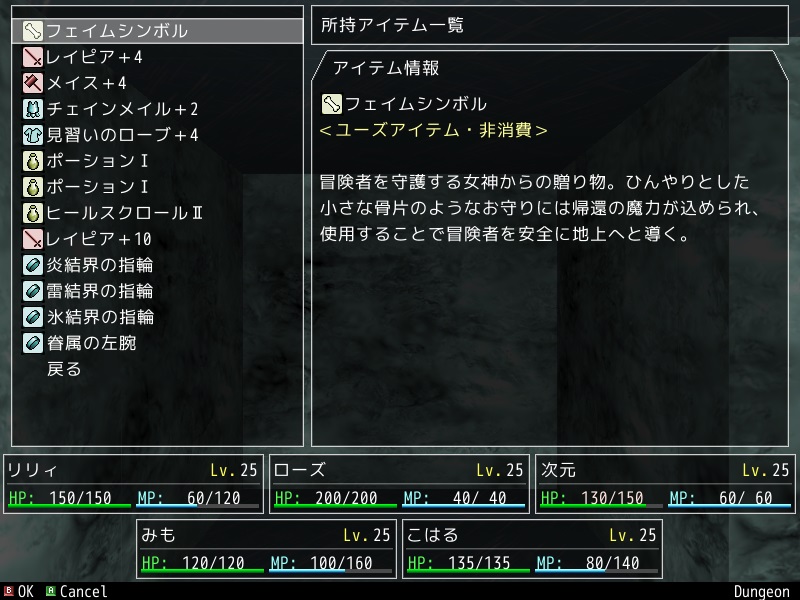 フェイムシンボル
レイピア＋4
メイス＋4
チェインメイル＋2
見習いのローブ＋4
ポーションⅠ
ポーションⅠ
ヒールスクロールⅡ
レイピア＋10
炎結界の指輪
雷結界の指輪
氷結界の指輪
眷属の左腕
戻る
所持アイテム一覧
アイテム情報
フェイムシンボル
＜ユーズアイテム・非消費＞
冒険者を守護する女神からの贈り物。ひんやりとした
小さな骨片のようなお守りには帰還の魔力が込められ、
使用することで冒険者を安全に地上へと導く。
リリィ Lv.25
HP: 150/150 MP: 60/120
ローズ Lv.25
HP: 200/200 MP: 40/ 40
次元 Lv.25
HP: 130/150 MP: 60/ 60
みも Lv.25
HP: 120/120 MP: 100/160
こはる Lv.25
HP: 135/135 MP: 80/140
B OK A Cancel
Dungeon